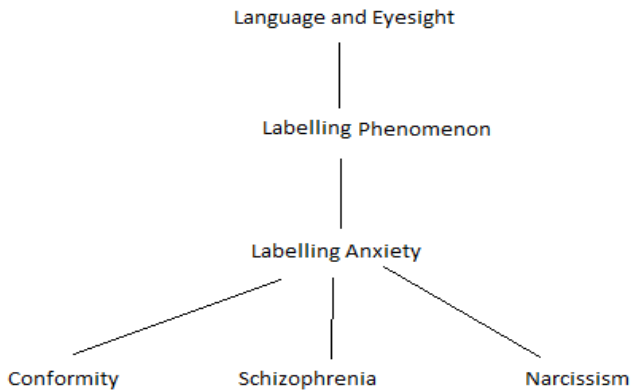 Language and Eyesight
Labelling Phenomenon
Labelling Anxiety
Conformity
Schizophrenia
Narcissism